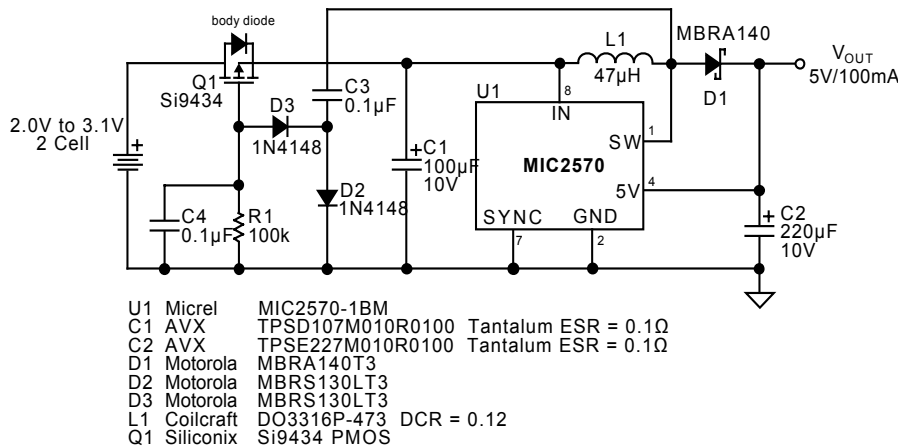 body diode
MBRA140
L1
47µH
VOUT
5V/100mA
D1
Q1
Si9434
C3
0.1µF
D3
1N4148
U1
8
IN
2.0V to 3.1V
2 Cell
+
+
C1
100µF
10V
MIC2570
SW
1
D2
1N4148
5V
4
C4
0.1µF
R1
100k
SYNC
GND
7
2
+
C2
220µF
10V
U1 Micrel MIC2570-1BM
C1 AVX TPSD107M010R0100 Tantalum ESR = 0.1Ω
C2 AVX TPSE227M010R0100 Tantalum ESR = 0.1Ω
D1 Motorola MBRA140T3
D2 Motorola MBRS130LT3
D3 Motorola MBRS130LT3
L1 Coilcraft DO3316P-473 DCR = 0.12
Q1 Siliconix Si9434 PMOS